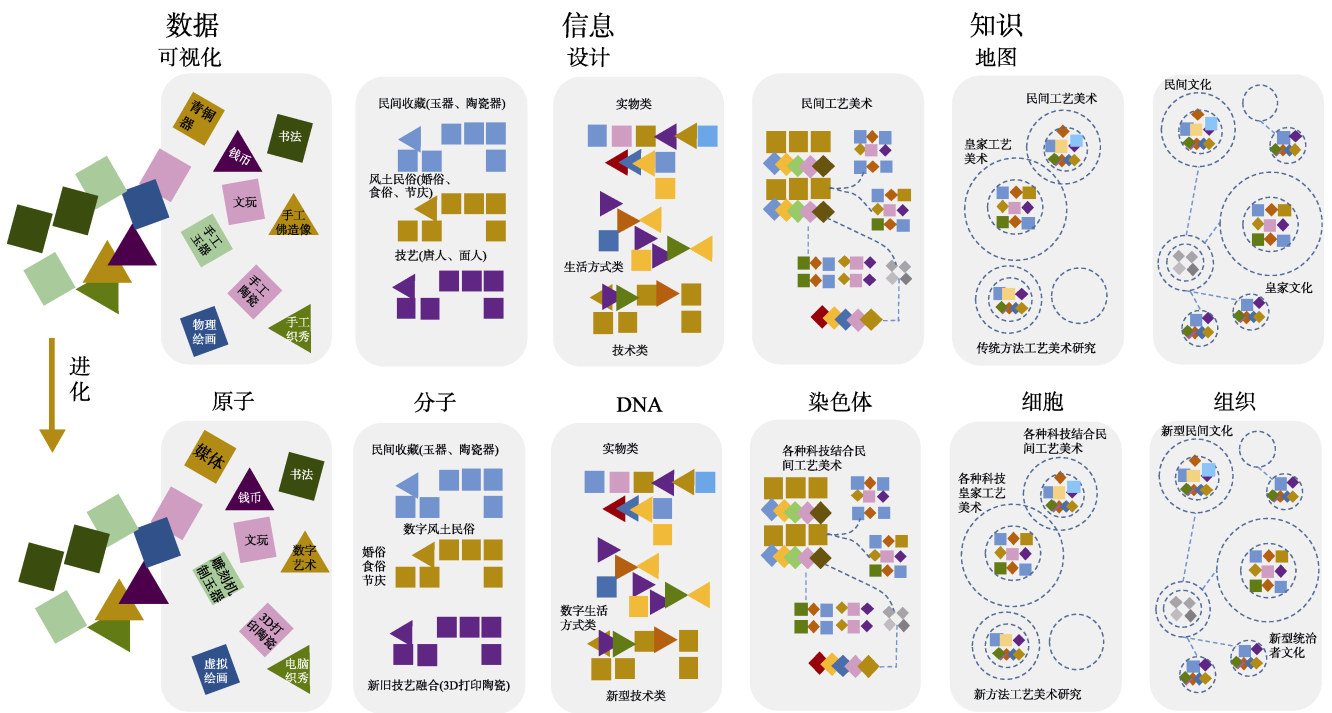 数据
可视化
信息
设计
知识
地图
青铜
器
钱币
书法
文玩
手工
佛造像
手工
玉器
手工
陶瓷
物理
绘画
手工
织秀
民间收藏(玉器、陶瓷器)
风土民俗(婚俗、
食俗、节庆)
技艺(唐人、面人)
实物类
生活方式类
技术类
民间工艺美术
民间工艺美术
皇家工艺
美术
传统方法工艺美术研究
民间文化
皇家文化
进
化
原子
分子
DNA
染色体
细胞
组织
媒体
钱币
书法
文玩
数字
艺术
雕刻机
制玉器
3D打
印陶瓷
虚拟
绘画
电脑
织秀
民间收藏(玉器、陶瓷器)
数字风土民俗
婚俗
食俗
节庆
新旧技艺融合(3D打印陶瓷)
实物类
数字生活
方式类
新型技术类
各种科技结合民
间工艺美术
各种科技结合民
间工艺美术
各种科技
皇家工艺
美术
新方法工艺美术研究
新型民间文化
新型统治
者文化